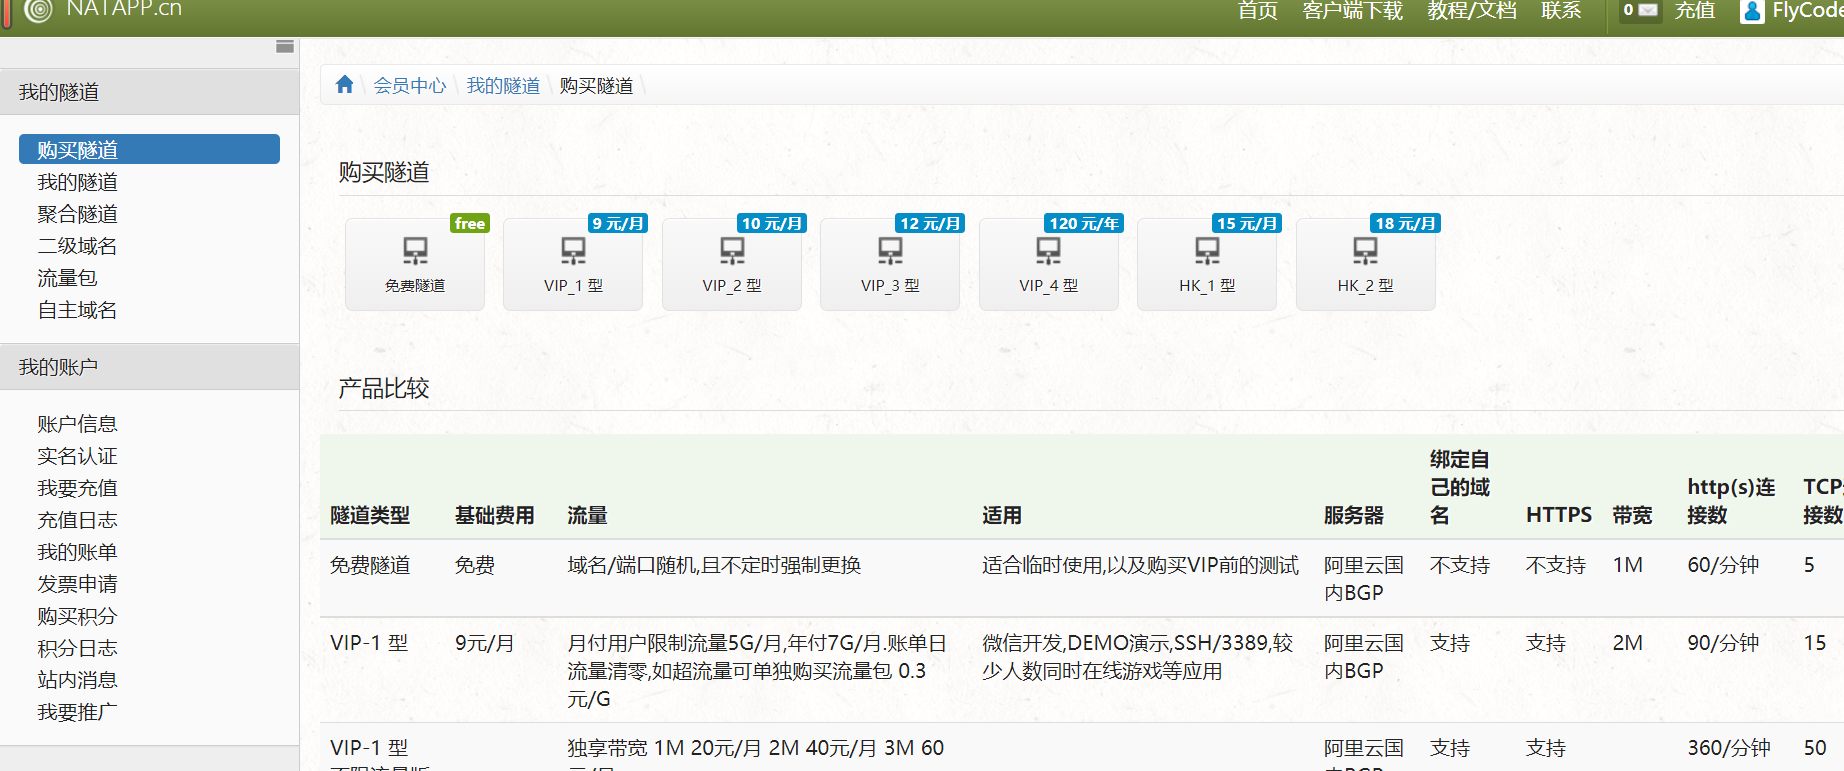 NATAPP.cn
首页 客户端下载 教程/文档 联系 0 充值 FlyCode
我的隧道
购买隧道
我的隧道
聚合隧道
二级域名
流量包
自主域名
我的账户
账户信息
实名认证
我要充值
充值日志
我的账单
发票申请
购买积分
积分日志
站内消息
我要推广
\ 会员中心 \ 我的隧道 \ 购买隧道 \
购买隧道
free 9 元/月 10 元/月 12 元/月 120 元/年 15 元/月 18 元/月
免费隧道 VIP_1 型 VIP_2 型 VIP_3 型 VIP_4 型 HK_1 型 HK_2 型
产品比较
绑定自
己的域 http(s)连 TCP
隧道类型 基础费用 流量 适用 服务器 名 HTTPS 带宽 接数 接数
免费隧道 免费 域名/端口随机,且不定时强制更换 适合临时使用,以及购买VIP前的测试 阿里云国 不支持 不支持 1M 60/分钟 5
内BGP
VIP-1 型 9元/月 月付用户限制流量5G/月,年付7G/月.账单日 微信开发,DEMO演示,SSH/3389,较 阿里云国 支持 支持 2M 90/分钟 15
流量清零,如超流量可单独购买流量包 0.3 少人数同时在线游戏等应用 内BGP
元/G
VIP-1 型 独享带宽 1M 20元/月 2M 40元/月 3M 60 阿里云国 支持 支持 360/分钟 50